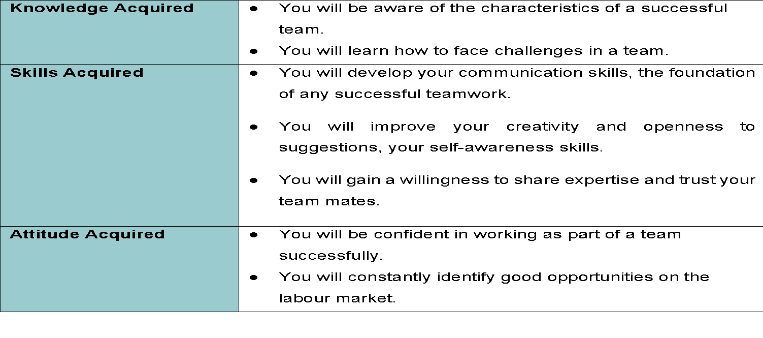 Knowledge Acquired
● You will be aware of the characteristics of a successful
team.
● You will learn how to face challenges in a team.
Skills Acquired
● You will develop your communication skills, the foundation
of any successful teamwork.
● You will improve your creativity and openness to
suggestions, your self-awareness skills.
● You will gain a willingness to share expertise and trust your
team mates.
Attitude Acquired
● You will be confident in working as part of a team
successfully.
● You will constantly identify good opportunities on the
labour market.